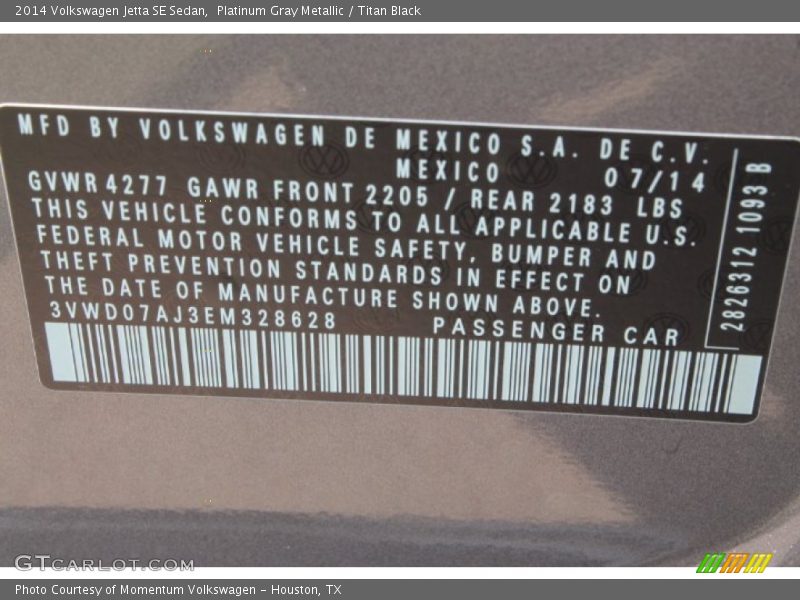 2014 Volkswagen Jetta SE Sedan,  Platinum Gray Metallic / Titan Black
MFD BY VOLKSWAGEN DE MEXICO S.A. DE C.V.
MEXICO 07/14
GVWR 4277 GAWR FRONT 2205 / REAR 2183 LBS
THIS VEHICLE CONFORMS TO ALL APPLICABLE U.S.
FEDERAL MOTOR VEHICLE SAFETY, BUMPER AND
THEFT PREVENTION STANDARDS IN EFFECT ON
THE DATE OF MANUFACTURE SHOWN ABOVE.
3VWD07AJ3EM328628 PASSENGER CAR
2826312 1093 B
GTCARLOT.COM
Photo Courtesy of Momentum Volkswagen - Houston, TX